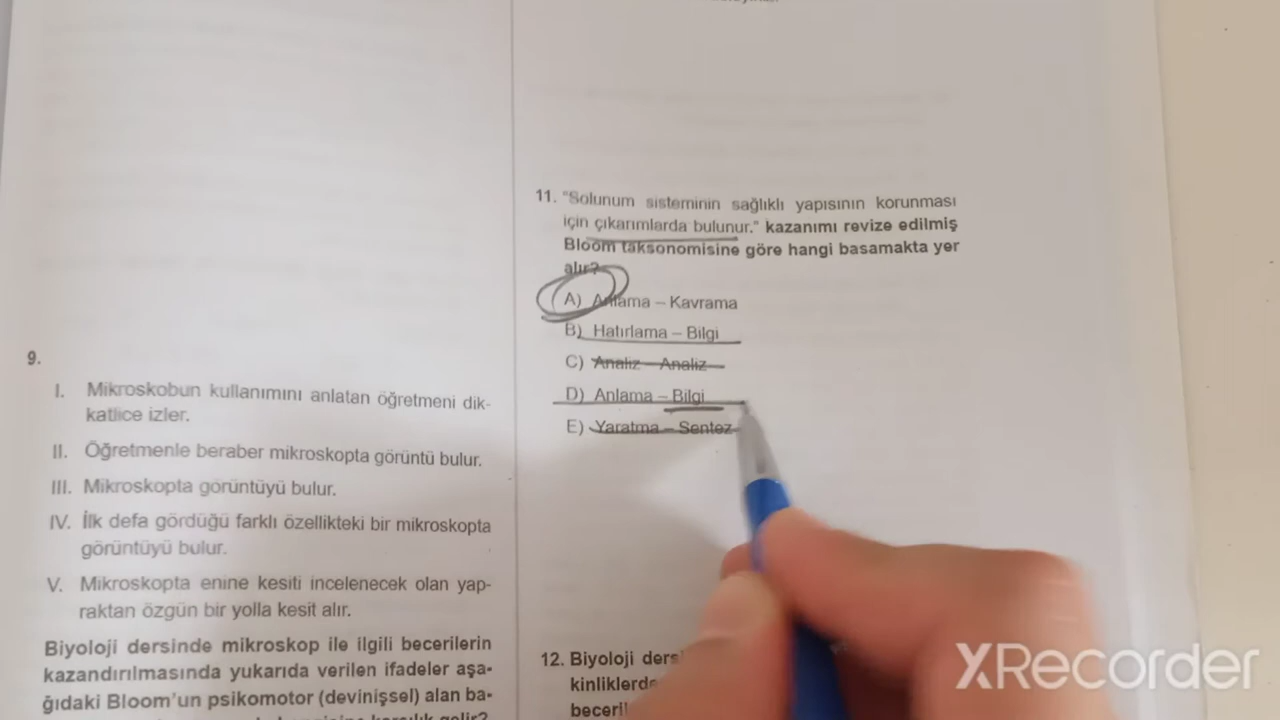 9.
I. Mikroskobun kullanımını anlatan öğretmeni dik-
katlice izler.
II. Öğretmenle beraber mikroskopta görüntü bulur.
III. Mikroskopta görüntüyü bulur.
IV. İlk defa gördüğü farklı özellikteki bir mikroskopta
görüntüyü bulur.
V. Mikroskopta enine kesiti incelenecek olan yap-
raktan özgün bir yolla kesit alır.
Biyoloji dersinde mikroskop ile ilgili becerilerin
kazandırılmasında yukarıda verilen ifadeler aşa-
ğıdaki Bloom'un psikomotor (devinişsel) alan ba-
11. "Solunum sisteminin sağlıklı yapısının korunması
için çıkarımlarda bulunur." kazanımı revize edilmiş
Bloom taksonomisine göre hangi basamakta yer
alır?
A) Anlama – Kavrama
B) Hatırlama – Bilgi
C) Analiz – Analiz
D) Anlama – Bilgi
E) Yaratma – Sentez
12. Biyoloji ders
kinliklerde
beceril
XRecorder